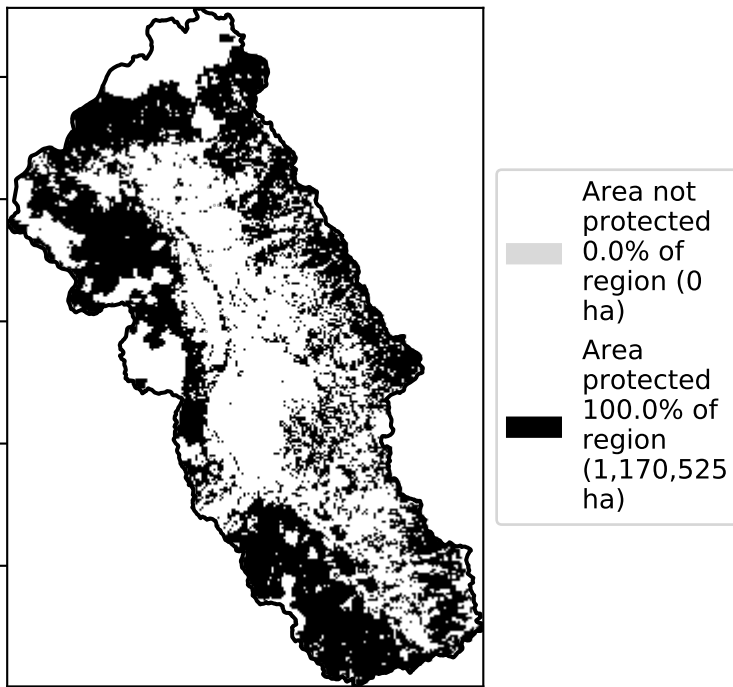 Area not
protected
0.0% of
region (0
ha)
Area
protected
100.0% of
region
(1,170,525
ha)